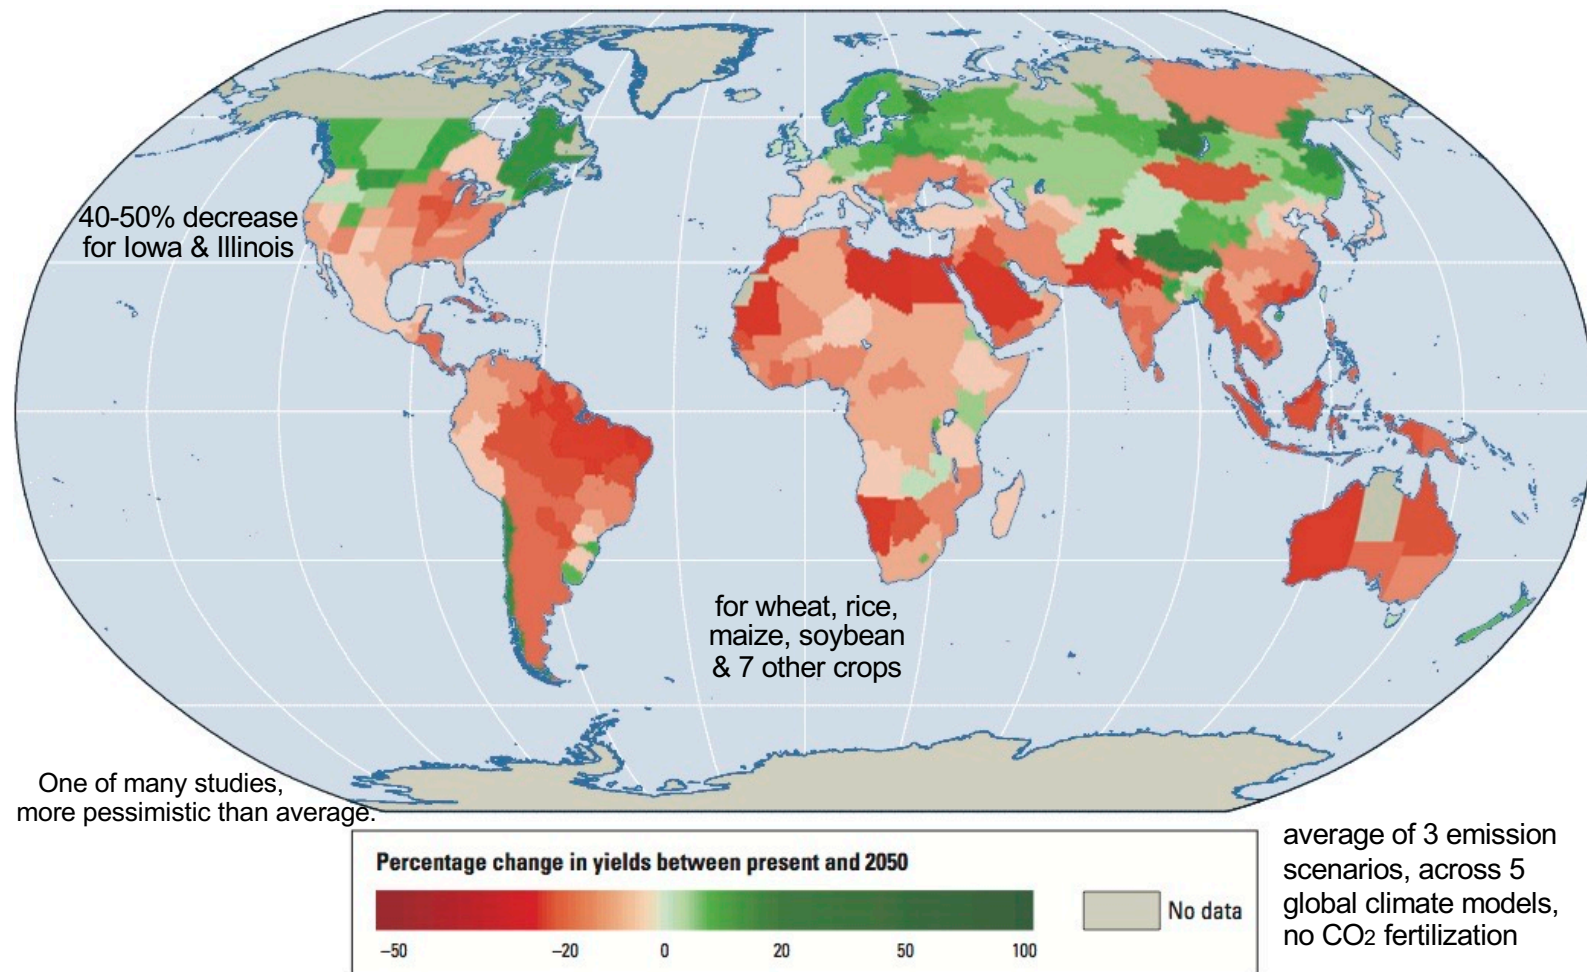 40-50% decrease
for Iowa & Illinois
for wheat, rice,
maize, soybean
& 7 other crops
One of many studies,
more pessimistic than average.
Percentage change in yields between present and 2050
−50 −20 0 20 50 100
No data
average of 3 emission
scenarios, across 5
global climate models,
no CO2 fertilization